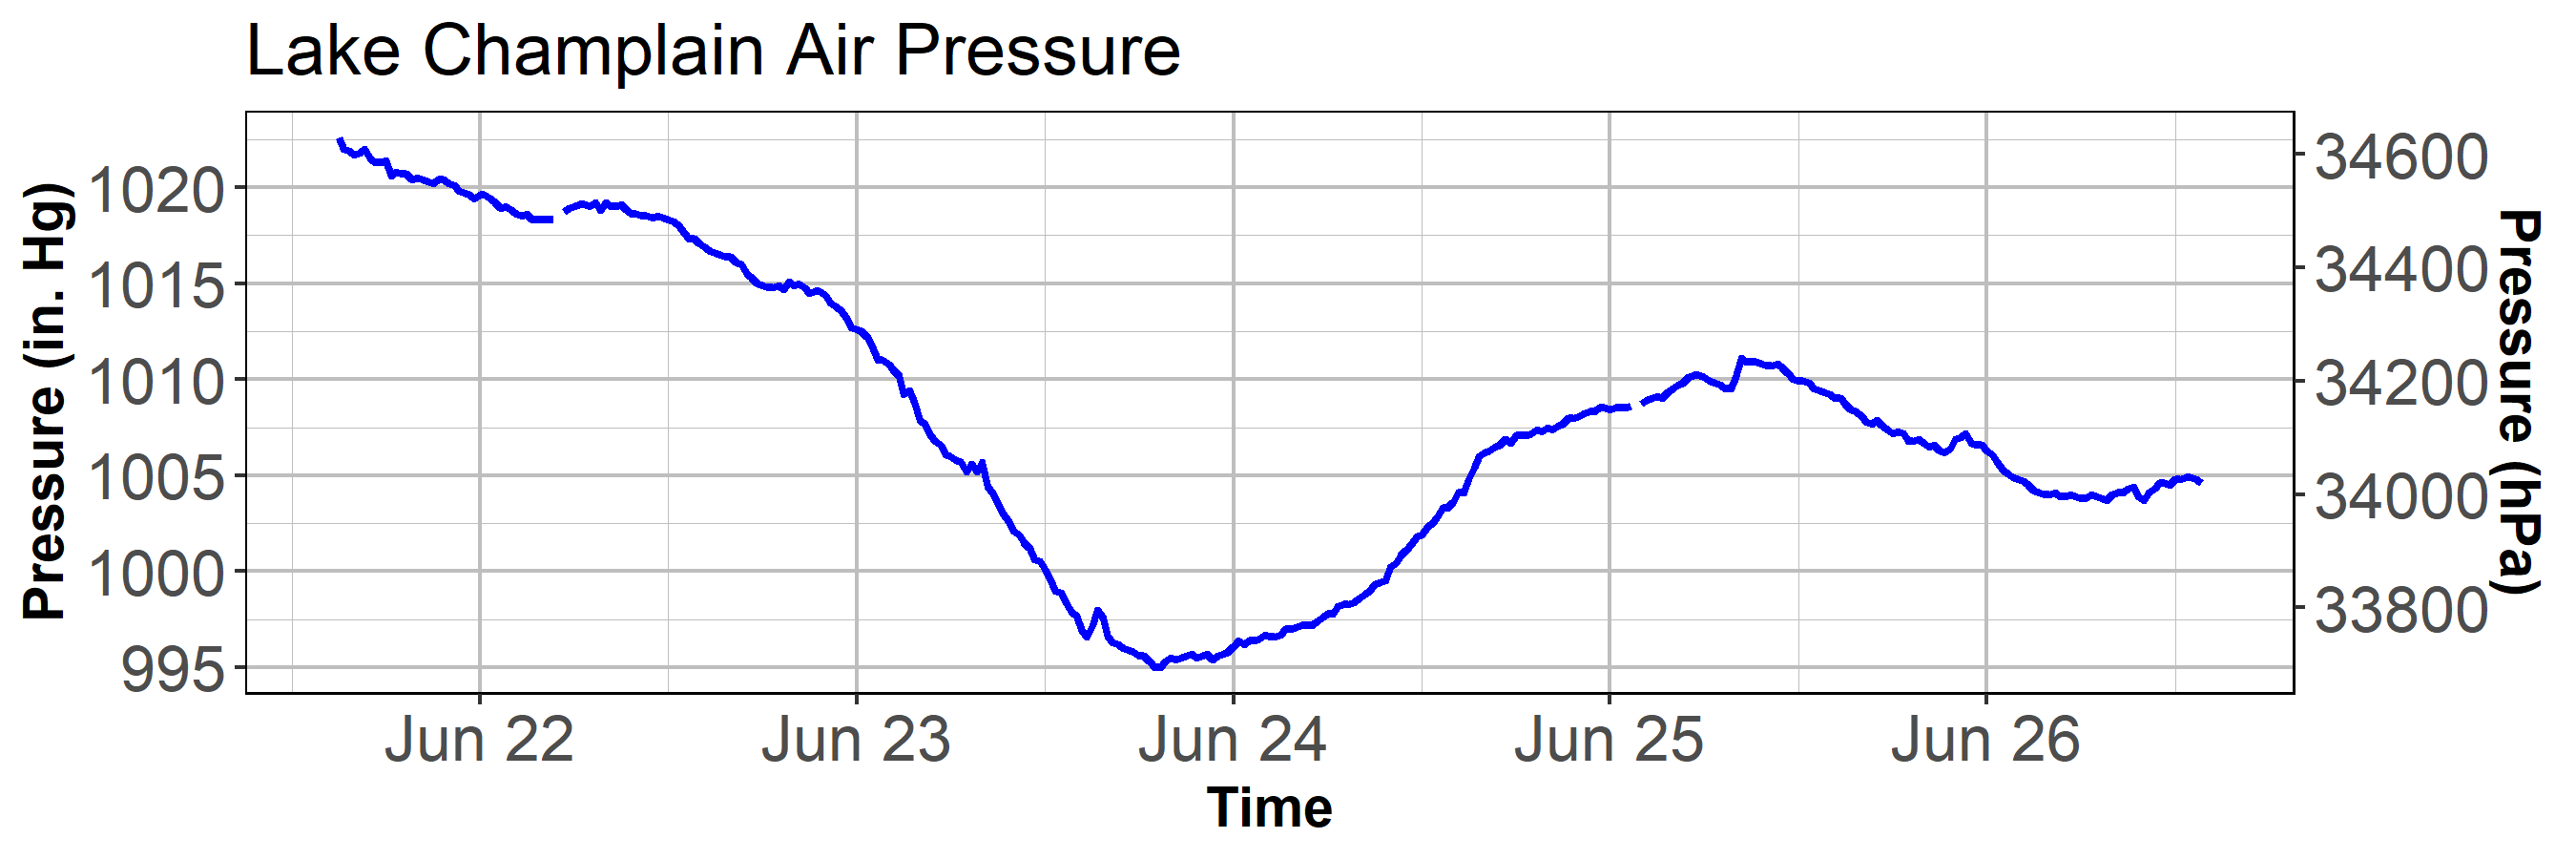 Lake Champlain Air Pressure
Pressure (in. Hg)
1020
1015
1010
1005
1000
995
34600
34400
34200
34000
33800
Pressure (hPa)
Jun 22 Jun 23 Jun 24 Jun 25 Jun 26
Time